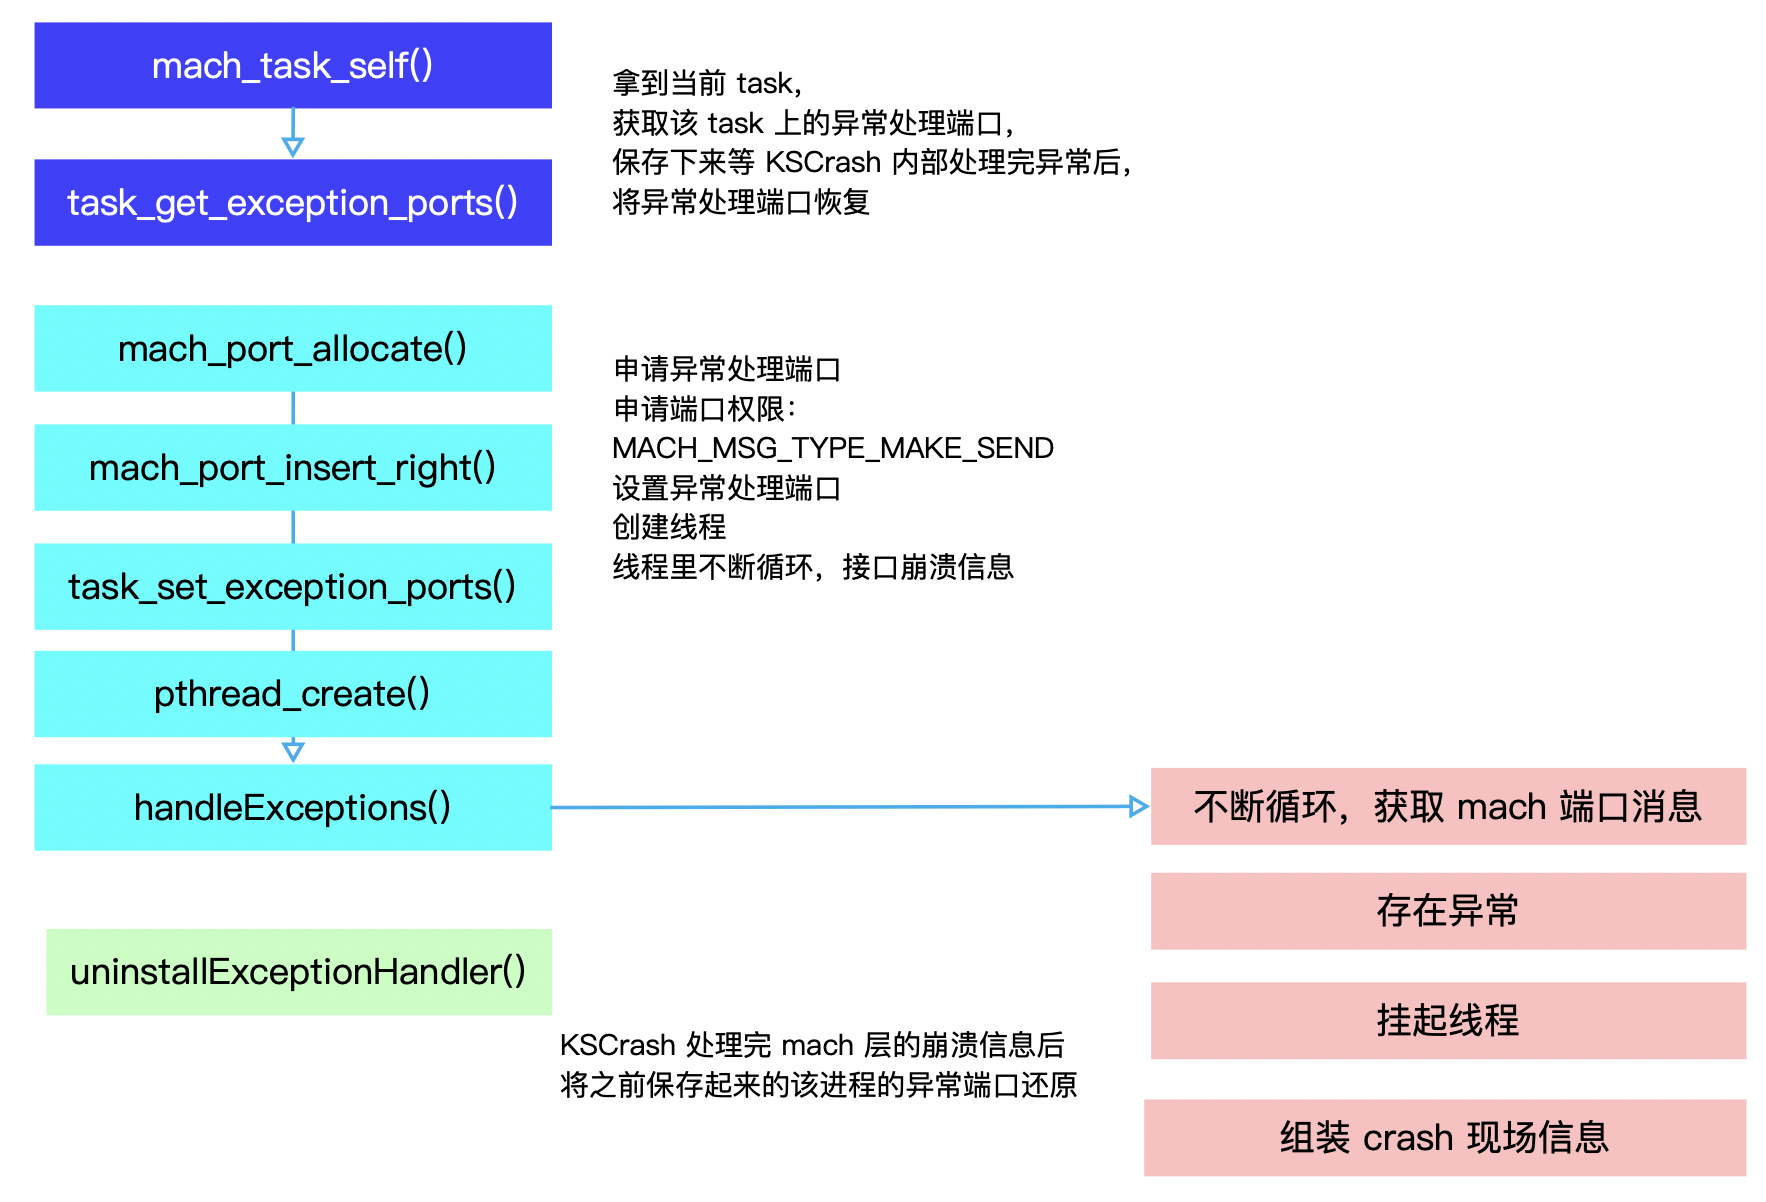 mach_task_self()
task_get_exception_ports()
拿到当前 task，
获取该 task 上的异常处理端口，
保存下来等 KSCrash 内部处理完异常后，
将异常处理端口恢复
mach_port_allocate()
mach_port_insert_right()
task_set_exception_ports()
pthread_create()
handleExceptions()
申请异常处理端口
申请端口权限：
MACH_MSG_TYPE_MAKE_SEND
设置异常处理端口
创建线程
线程里不断循环，接口崩溃信息
不断循环，获取 mach 端口消息
存在异常
挂起线程
组装 crash 现场信息
uninstallExceptionHandler()
KSCrash 处理完 mach 层的崩溃信息后
将之前保存起来的该进程的异常端口还原